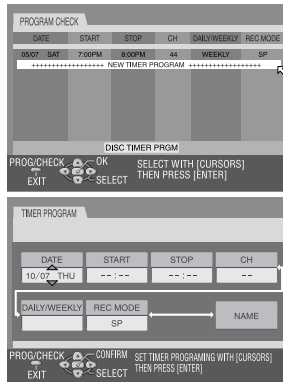 PROGRAM CHECK
DATE START STOP CH DAILY/WEEKLY REC MODE
05/07 SAT 7:00PM 8:00PM 44 WEEKLY SP
++++++++++++++++++ NEW TIMER PROGRAM ++++++++++++++++++
DISC TIMER PRGM
PROG/CHECK OK SELECT WITH [CURSORS]
EXIT SELECT THEN PRESS [ENTER]
TIMER PROGRAM
DATE START STOP CH
10/07 THU --:-- --:-- --
DAILY/WEEKLY REC MODE NAME
SP
PROG/CHECK CONFIRM SET TIMER PROGRAMING WITH [CURSORS]
EXIT SELECT THEN PRESS [ENTER]